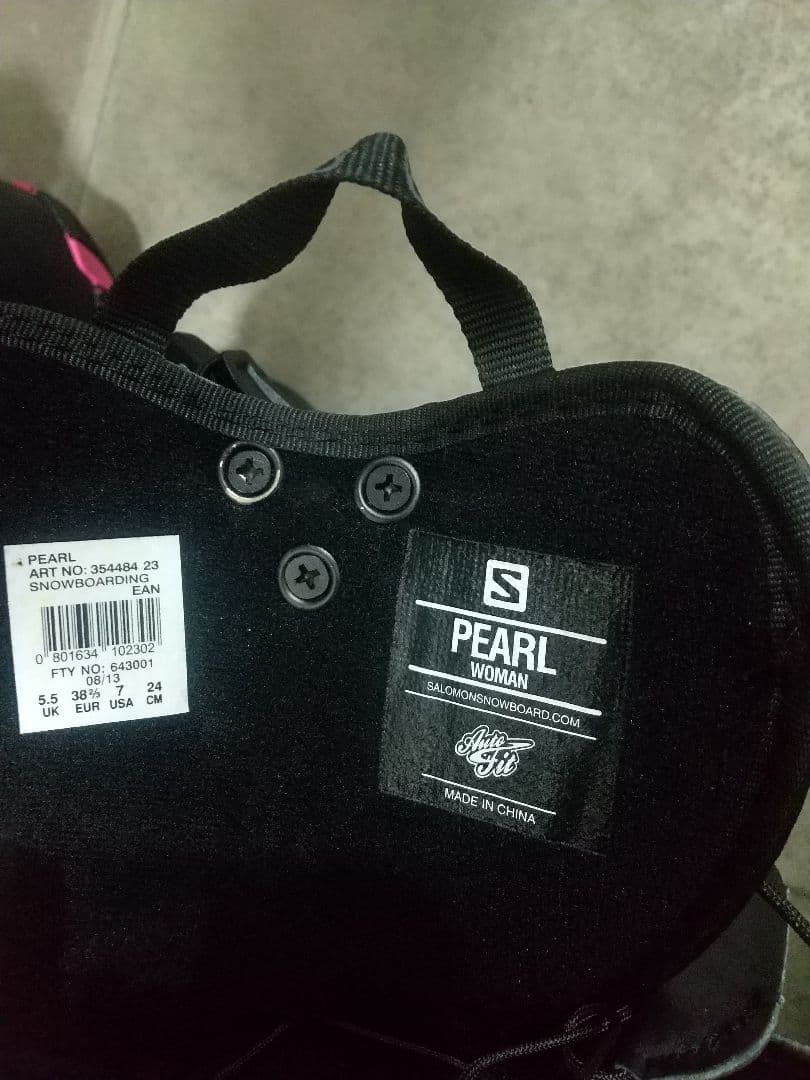 PEARL
ART NO: 354484 23
SNOWBOARDING
EAN
0 801634 102302
FTY NO: 643001
08/13
5.5 38⅔ 7 24
UK EUR USA CM
S
PEARL
WOMAN
SALOMONSNOWBOARD.COM
Auto
Fit
MADE IN CHINA